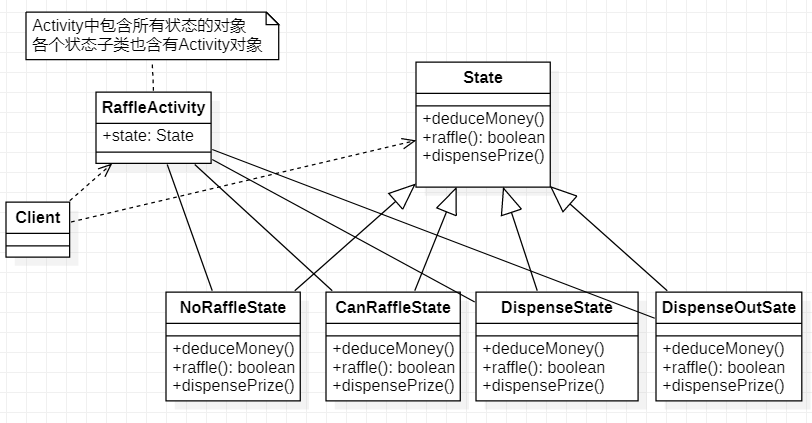 Activity中包含所有状态的对象
各个状态子类也含有Activity对象
RaffleActivity
+state: State
State
+deduceMoney()
+raffle(): boolean
+dispensePrize()
Client
NoRaffleState
+deduceMoney()
+raffle(): boolean
+dispensePrize()
CanRaffleState
+deduceMoney()
+raffle(): boolean
+dispensePrize()
DispenseState
+deduceMoney()
+raffle(): boolean
+dispensePrize()
DispenseOutSate
+deduceMoney()
+raffle(): boolean
+dispensePrize()